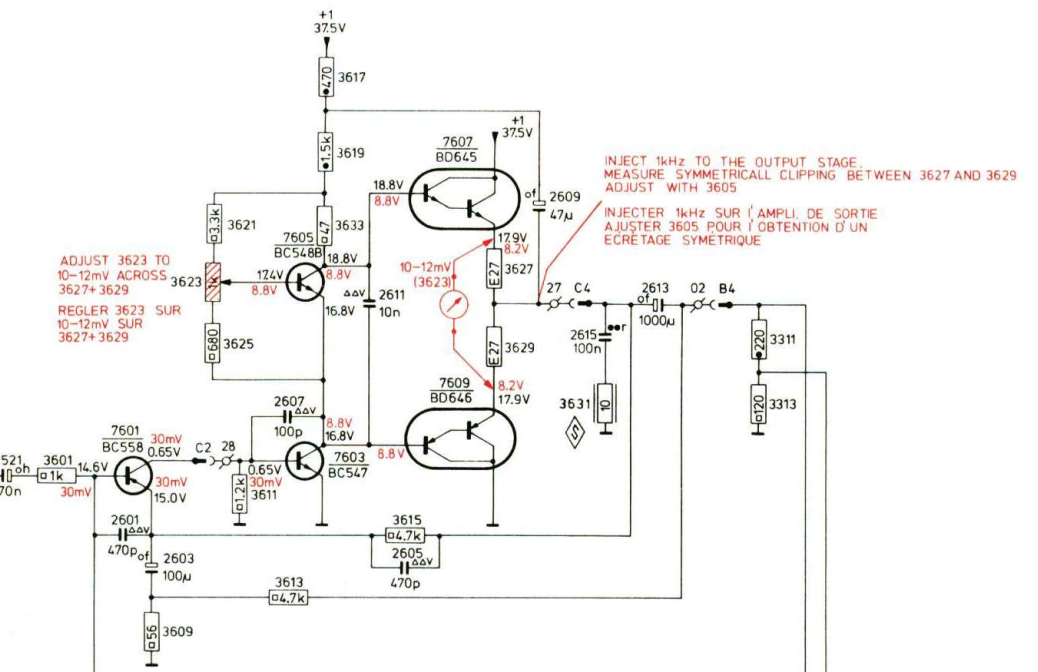 +1
37.5V
470
3617
1.5k
3619
+1
37.5V
7607
BD645
INJECT 1kHz TO THE OUTPUT STAGE.
MEASURE SYMMETRICALL CLIPPING BETWEEN 3627 AND 3629
ADJUST WITH 3605
INJECTER 1kHz SUR l'AMPLI. DE SORTIE
AJUSTER 3605 POUR l'OBTENTION D'UN
ECRÊTAGE SYMÉTRIQUE
18.8V
8.8V
of
2609
47µ
3.3k
3621
47
3633
7605
BC548B
18.8V
8.8V
17.9V
8.2V
ADJUST 3623 TO
10-12mV ACROSS
3627+3629
REGLER 3623 SUR
10-12mV SUR
3627+3629
3623
1k
17.4V
8.8V
16.8V
10-12mV
(3623)
E27
3627
2611
10n
27
C4
2613
of
1000µ
02
B4
680
3625
2615
r
100n
E27
3629
220
3311
3631
10
S
120
3313
8.2V
17.9V
7609
BD646
2607
100p
8.8V
16.8V
8.8V
7601
BC558
30mV
0.65V
C2
28
0.65V
30mV
7603
BC547
1.2k
3611
521
oh
70n
3601
1k
14.6V
30mV
30mV
15.0V
2601
470p
of
2603
100µ
3615
4.7k
2605
470p
3613
4.7k
56
3609